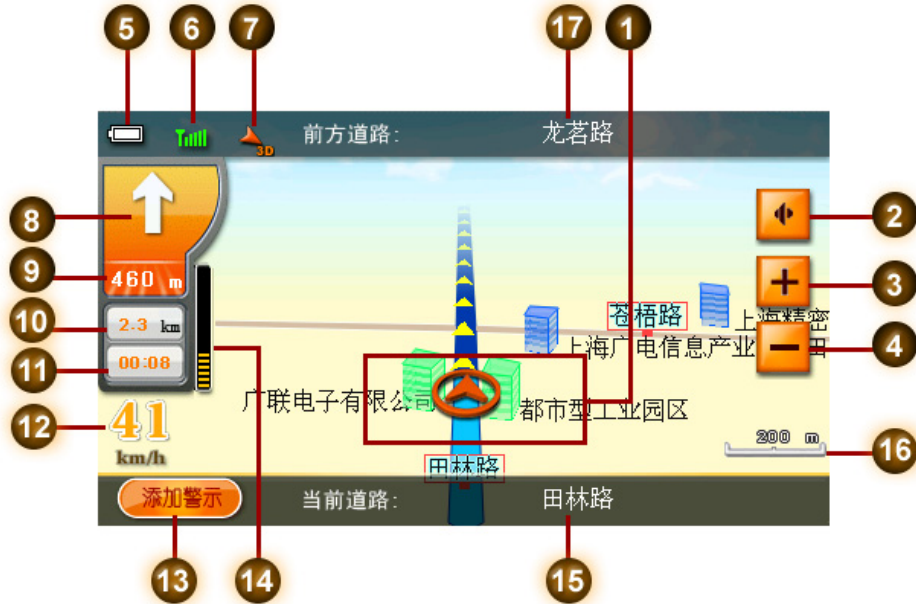 5 6 7 17 1
前方道路: 龙茗路
3D
8
2
9 460 m
3
10 2.3 km
苍梧路
上海精密
11 00:08
上海广电信息产业 田
4
12 41
广联电子有限公司
都市型工业园区
km/h
200 m
16
田林路
添加警示 当前道路: 田林路
13 14 15